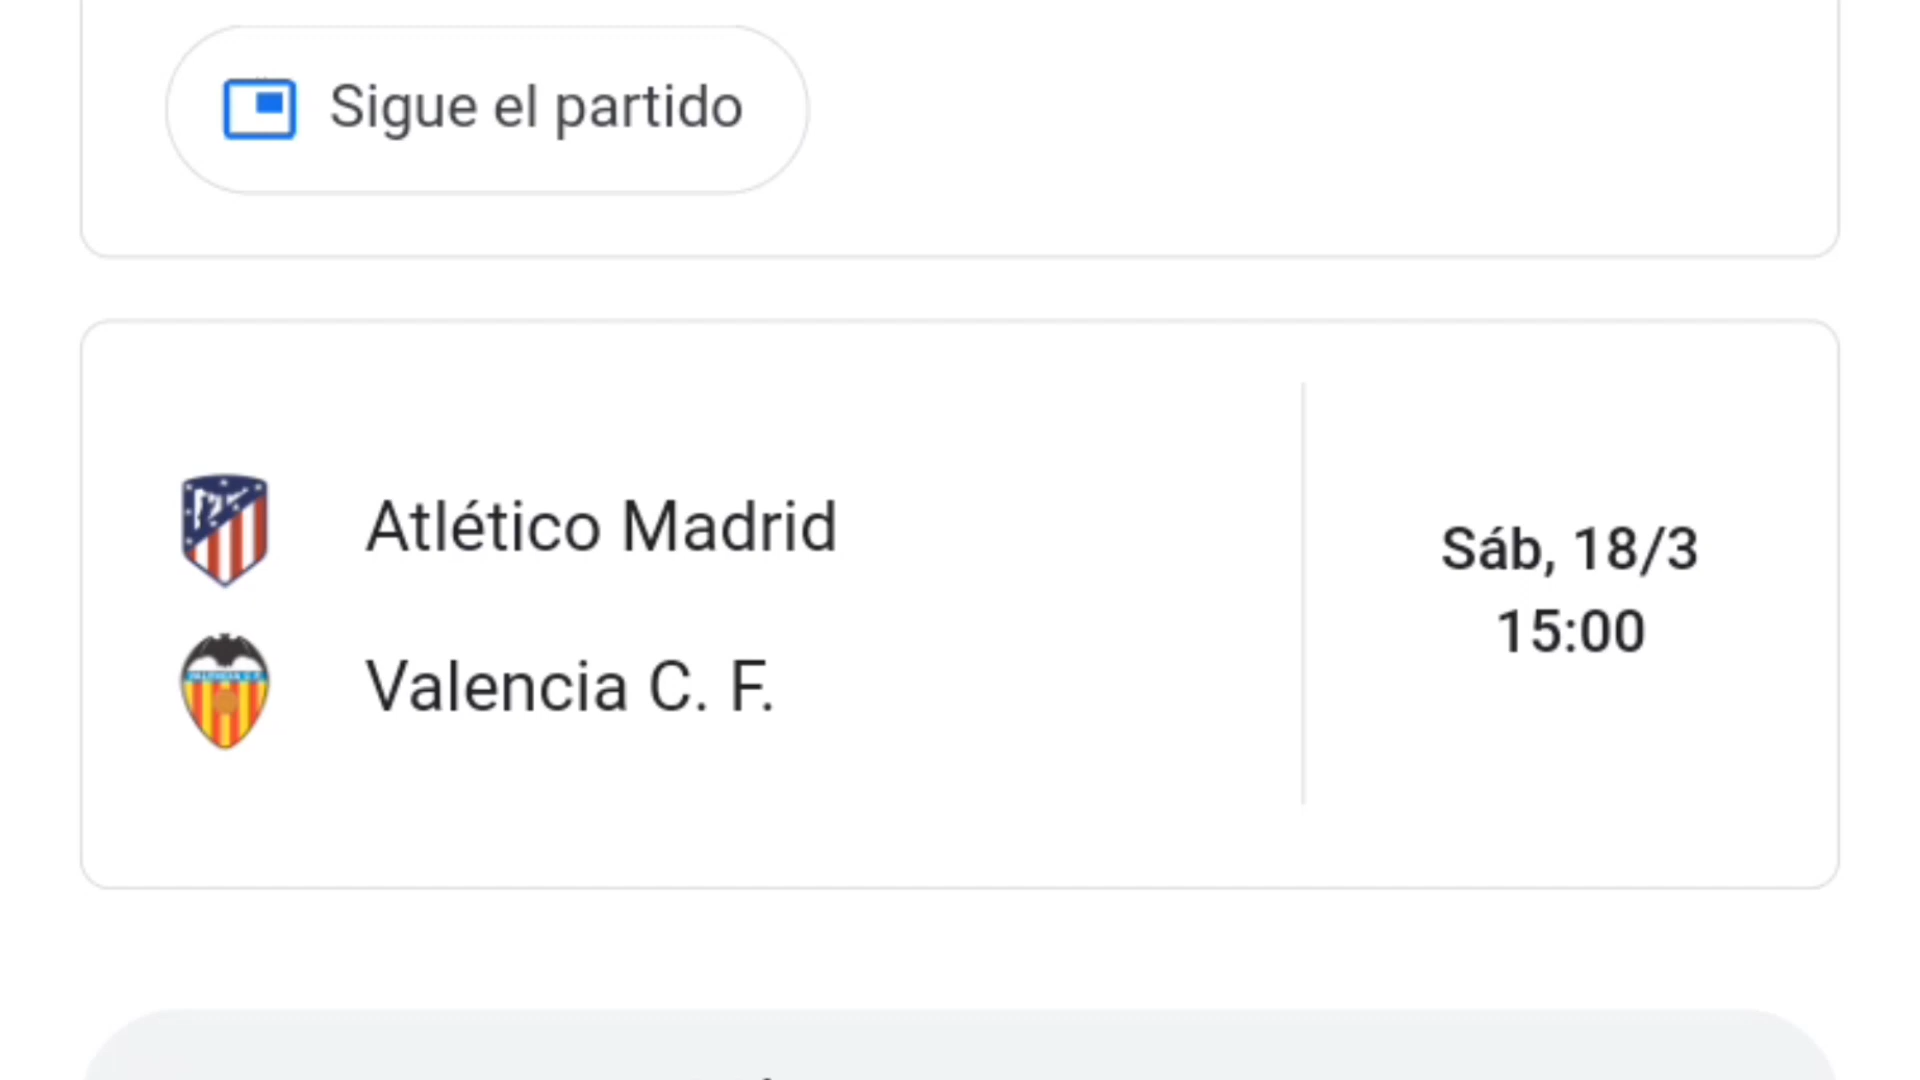 Sigue el partido
Atlético Madrid
Valencia C. F.
Sáb, 18/3
15:00